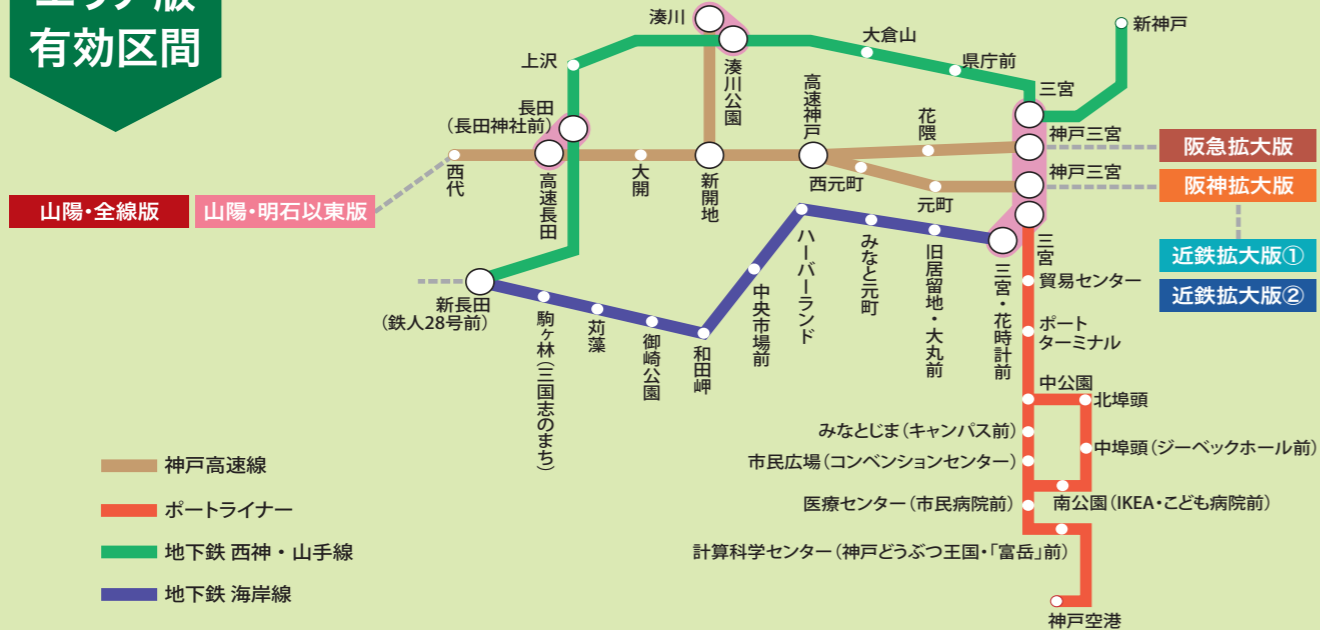 エリア版
有効区間
湊川
大倉山
新神戸
上沢
湊川公園
県庁前
三宮
長田
(長田神社前)
高速神戸
花隈
神戸三宮
阪急拡大版
西代
高速長田
大開
新開地
西元町
元町
神戸三宮
阪神拡大版
山陽・全線版
山陽・明石以東版
三宮
近鉄拡大版①
近鉄拡大版②
新長田
(鉄人28号前)
駒ヶ林(三国志のまち)
苅藻
御崎公園
和田岬
中央市場前
ハーバーランド
みなと元町
旧居留地・大丸前
三宮・花時計前
貿易センター
ポート
ターミナル
中公園
北埠頭
みなとじま(キャンパス前)
中埠頭(ジーベックホール前)
市民広場(コンベンションセンター)
医療センター(市民病院前)
南公園(IKEA・こども病院前)
計算科学センター(神戸どうぶつ王国・「富岳」前)
神戸空港
神戸高速線
ポートライナー
地下鉄 西神・山手線
地下鉄 海岸線